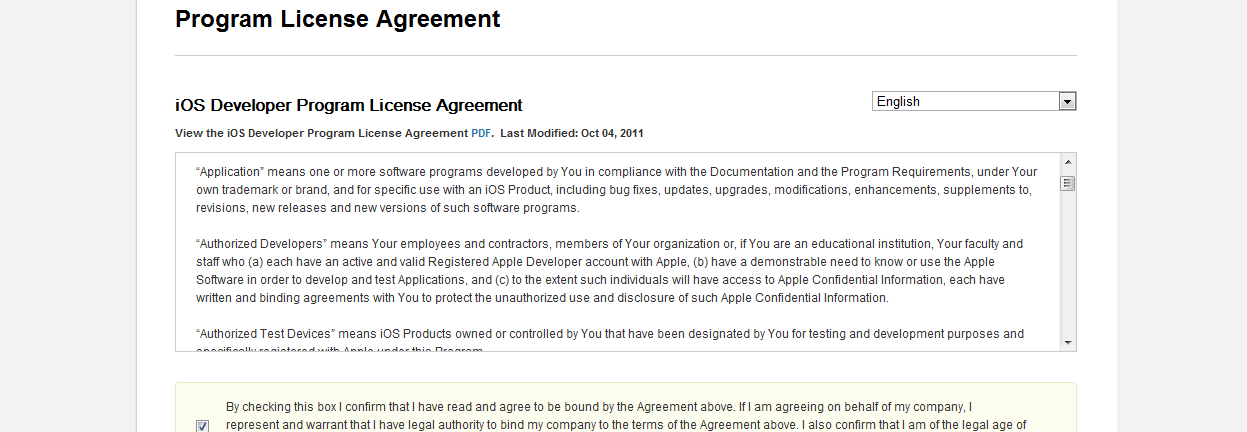 Program License Agreement
iOS Developer Program License Agreement
English
View the iOS Developer Program License Agreement PDF. Last Modified: Oct 04, 2011
“Application” means one or more software programs developed by You in compliance with the Documentation and the Program Requirements, under Your
own trademark or brand, and for specific use with an iOS Product, including bug fixes, updates, upgrades, modifications, enhancements, supplements to,
revisions, new releases and new versions of such software programs.
“Authorized Developers” means Your employees and contractors, members of Your organization or, if You are an educational institution, Your faculty and
staff who (a) each have an active and valid Registered Apple Developer account with Apple, (b) have a demonstrable need to know or use the Apple
Software in order to develop and test Applications, and (c) to the extent such individuals will have access to Apple Confidential Information, each have
written and binding agreements with You to protect the unauthorized use and disclosure of such Apple Confidential Information.
“Authorized Test Devices” means iOS Products owned or controlled by You that have been designated by You for testing and development purposes and
specifically registered with Apple under this Program.
By checking this box I confirm that I have read and agree to be bound by the Agreement above. If I am agreeing on behalf of my company, I
represent and warrant that I have legal authority to bind my company to the terms of the Agreement above. I also confirm that I am of the legal age of